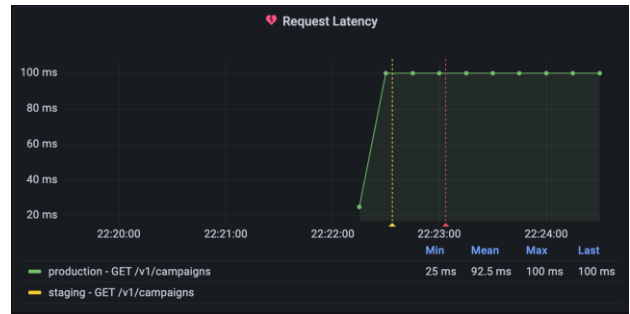 Request Latency
100 ms
80 ms
60 ms
40 ms
20 ms
22:20:00 22:21:00 22:22:00 22:23:00 22:24:00
Min Mean Max Last
production - GET /v1/campaigns 25 ms 92.5 ms 100 ms 100 ms
staging - GET /v1/campaigns